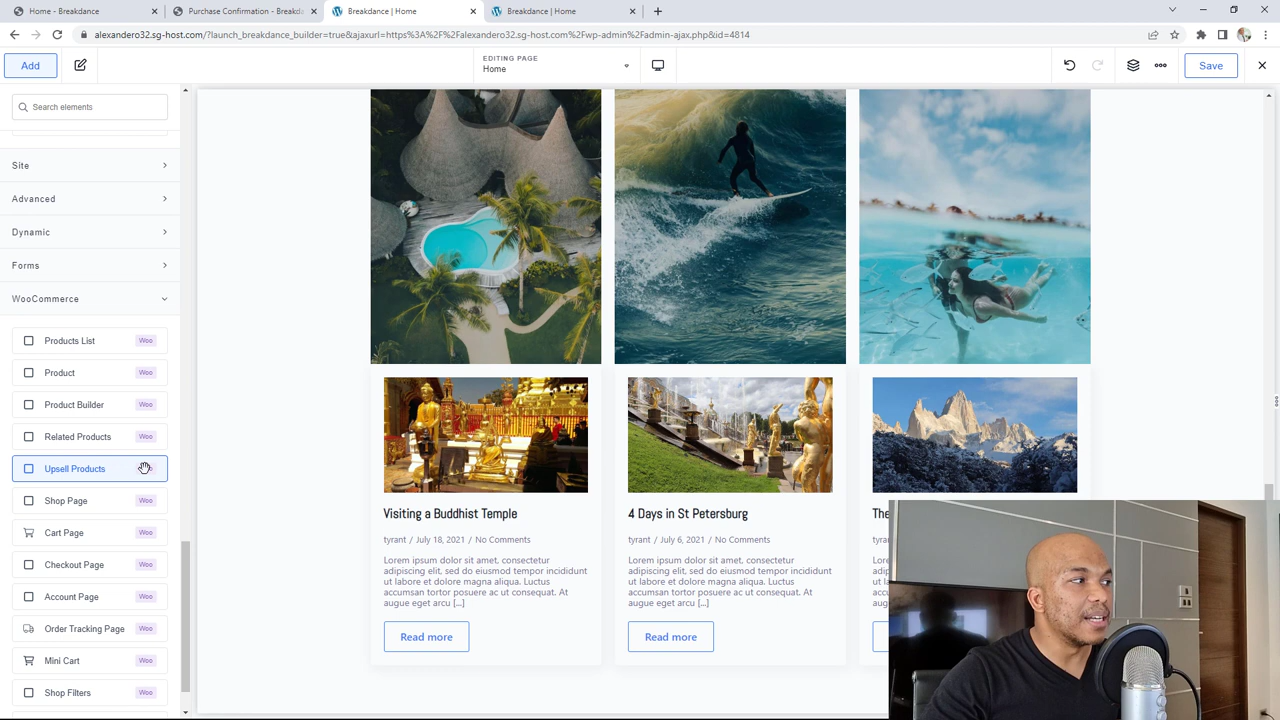 Home - Breakdance
Purchase Confirmation - Breakda
Breakdance | Home
Breakdance | Home
alexandero32.sg-host.com/?launch_breakdance_builder=true&ajaxurl=https%3A%2F%2Falexandero32.sg-host.com%2Fwp-admin%2Fadmin-ajax.php&id=4814
Add
EDITING PAGE
Home
Save
Search elements
Site
Advanced
Dynamic
Forms
WooCommerce
Products List Woo
Product Woo
Product Builder Woo
Related Products Woo
Upsell Products
Shop Page Woo
Cart Page Woo
Checkout Page Woo
Account Page Woo
Order Tracking Page Woo
Mini Cart Woo
Shop Filters Woo
Visiting a Buddhist Temple
tyrant / July 18, 2021 / No Comments
Lorem ipsum dolor sit amet, consectetur
adipiscing elit, sed do eiusmod tempor incididunt
ut labore et dolore magna aliqua. Luctus
accumsan tortor posuere ac ut consequat. At
augue eget arcu [...]
Read more
4 Days in St Petersburg
tyrant / July 6, 2021 / No Comments
Lorem ipsum dolor sit amet, consectetur
adipiscing elit, sed do eiusmod tempor incididunt
ut labore et dolore magna aliqua. Luctus
accumsan tortor posuere ac ut consequat. At
augue eget arcu [...]
Read more